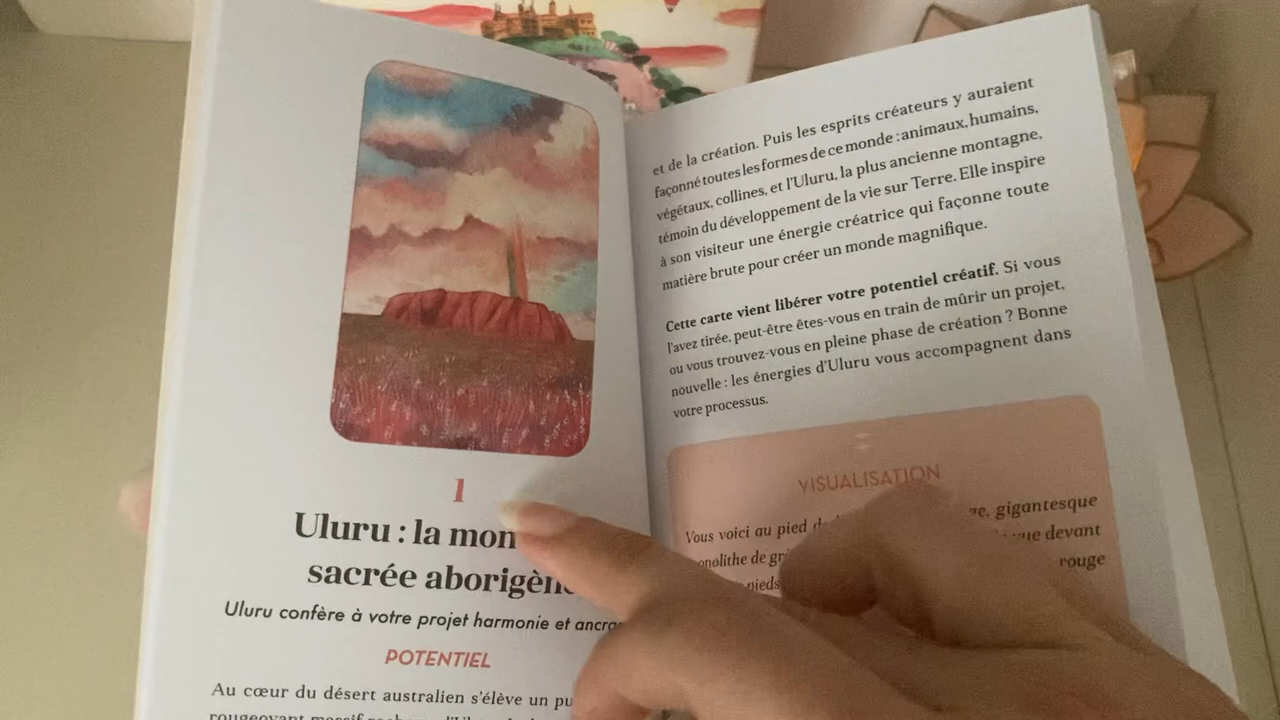 1
Uluru : la mon
sacrée aborigèn
Uluru confère à votre projet harmonie et ancra
POTENTIEL
Au cœur du désert australien s'élève un pu
rougeoyant massif
et de la création. Puis les esprits créateurs y auraient
façonné toutes les formes de ce monde : animaux, humains,
végétaux, collines, et l'Uluru, la plus ancienne montagne,
témoin du développement de la vie sur Terre. Elle inspire
à son visiteur une énergie créatrice qui façonne toute
matière brute pour créer un monde magnifique.
Cette carte vient libérer votre potentiel créatif. Si vous
l'avez tirée, peut-être êtes-vous en train de mûrir un projet,
ou vous trouvez-vous en pleine phase de création ? Bonne
nouvelle : les énergies d'Uluru vous accompagnent dans
votre processus.
VISUALISATION
Vous voici au pied d gigantesque
onolithe de gr devant
pieds rouge